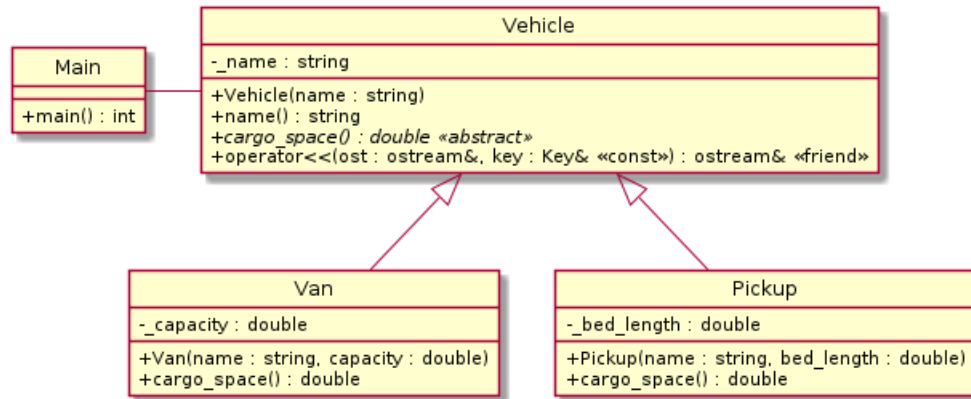 Vehicle
-_name : string
+Vehicle(name : string)
+name() : string
+cargo_space() : double «abstract»
+operator<<(ost : ostream&, key : Key& «const») : ostream& «friend»
Main
+main() : int
Van
-_capacity : double
+Van(name : string, capacity : double)
+cargo_space() : double
Pickup
-_bed_length : double
+Pickup(name : string, bed_length : double)
+cargo_space() : double